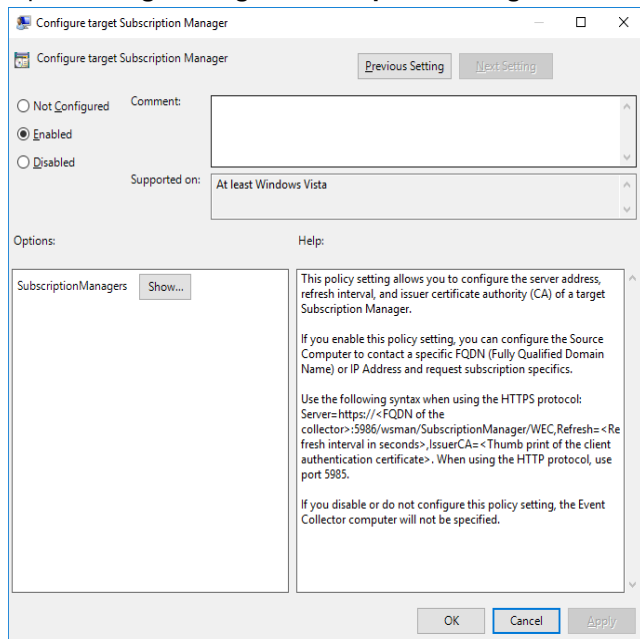 Configure target Subscription Manager
Configure target Subscription Manager
Previous Setting
Next Setting
Not Configured
Comment:
Enabled
Disabled
Supported on:
At least Windows Vista
Options:
Help:
SubscriptionManagers
Show...
This policy setting allows you to configure the server address,
refresh interval, and issuer certificate authority (CA) of a target
Subscription Manager.
If you enable this policy setting, you can configure the Source
Computer to contact a specific FQDN (Fully Qualified Domain
Name) or IP Address and request subscription specifics.
Use the following syntax when using the HTTPS protocol:
Server=https://<FQDN of the
collector>:5986/wsman/SubscriptionManager/WEC,Refresh=<Re
fresh interval in seconds>,IssuerCA=<Thumb print of the client
authentication certificate>. When using the HTTP protocol, use
port 5985.
If you disable or do not configure this policy setting, the Event
Collector computer will not be specified.
OK
Cancel
Apply